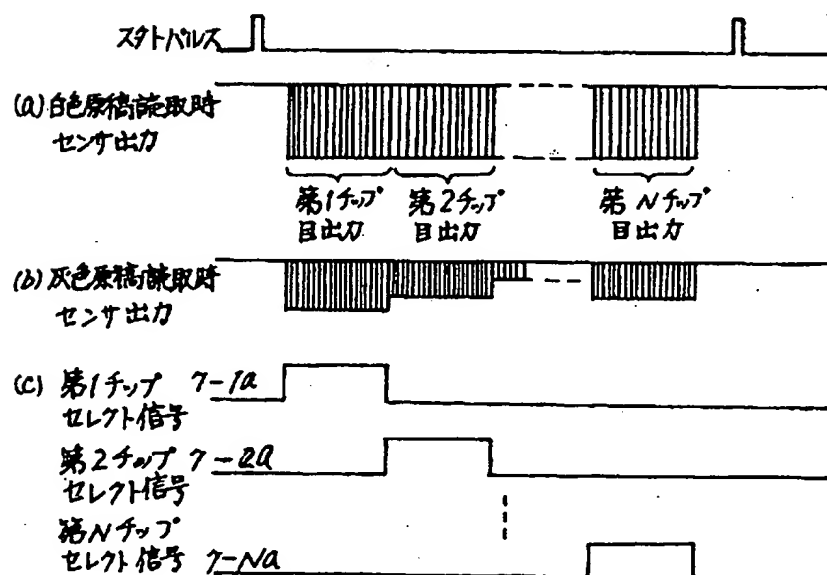 スタトパルス
(a) 白色原稿読取時
センサ出力
第1チップ 第2チップ 第Nチップ
目出力 目出力 目出力
(b) 灰色原稿読取時
センサ出力
(c) 第1チップ 7-1a
セレクト信号
第2チップ 7-2a
セレクト信号
第Nチップ
セレクト信号 7-Na